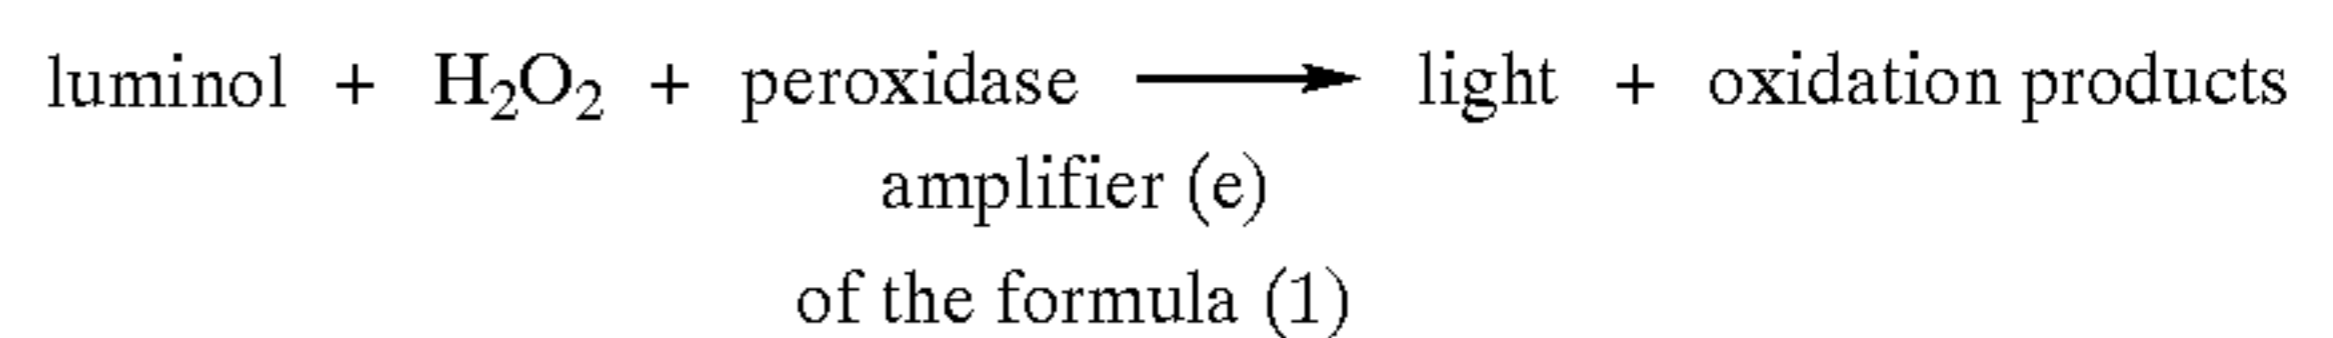 luminol + H₂O₂ + peroxidase ⟶ light + oxidation products
amplifier (e)
of the formula (1)